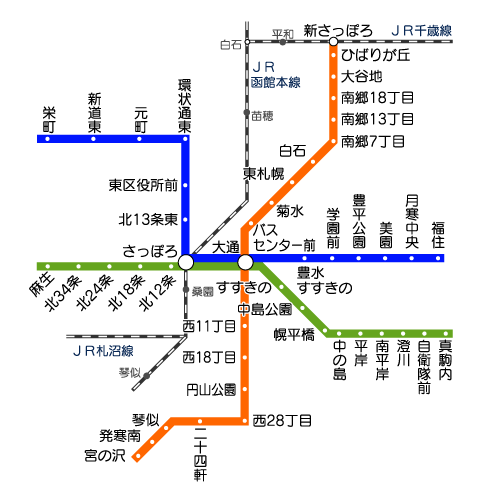 新さっぽろ
ＪＲ千歳線
平和
白石
ひばりが丘
ＪＲ
函館本線
大谷地
環状通東
南郷18丁目
栄町
新道東
元町
苗穂
南郷13丁目
南郷7丁目
白石
東札幌
東区役所前
菊水
北13条東
バス
センター前
学園前
豊平公園
美園
月寒中央
福住
さっぽろ
大通
麻生
北34条
北24条
北18条
北12条
桑園
すすきの
豊水
すすきの
中島公園
西11丁目
幌平橋
ＪＲ札沼線
西18丁目
中の島
平岸
南平岸
澄川
自衛隊前
真駒内
琴似
円山公園
琴似
西28丁目
発寒南
二十四軒
宮の沢